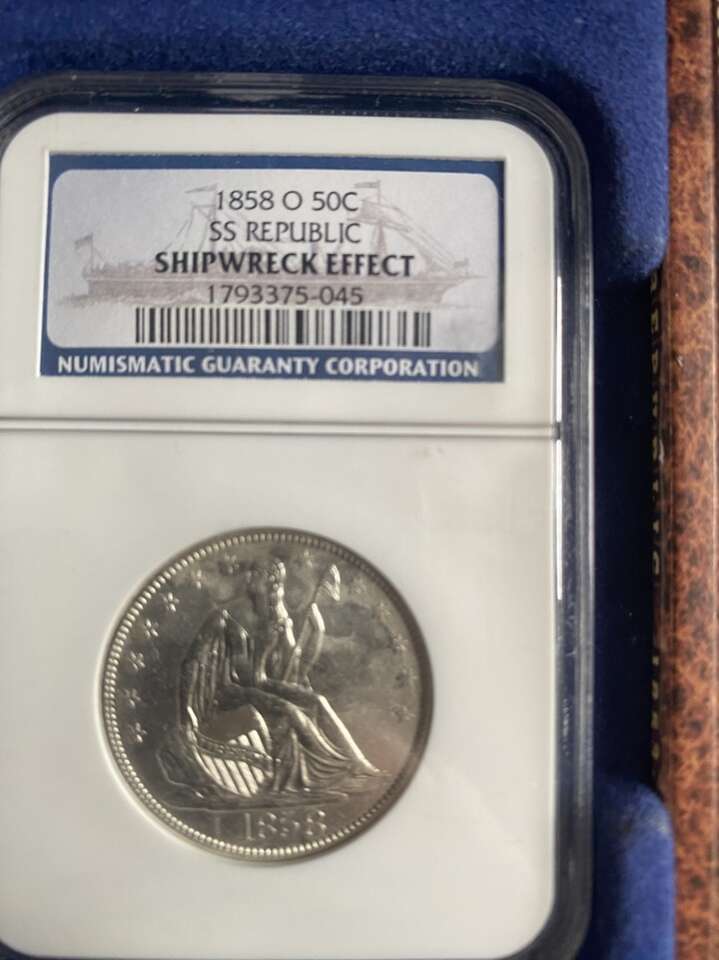 1858 O 50C
SS REPUBLIC
SHIPWRECK EFFECT
1793375-045
NUMISMATIC GUARANTY CORPORATION
1858